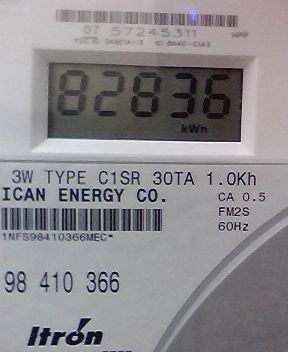 07 57245311 HPP
82836
kWh
3W TYPE C1SR 30TA 1.0Kh
ICAN ENERGY CO.
CA 0.5
FM2S
60Hz
1NFS98410366MEC*
98 410 366
Itron